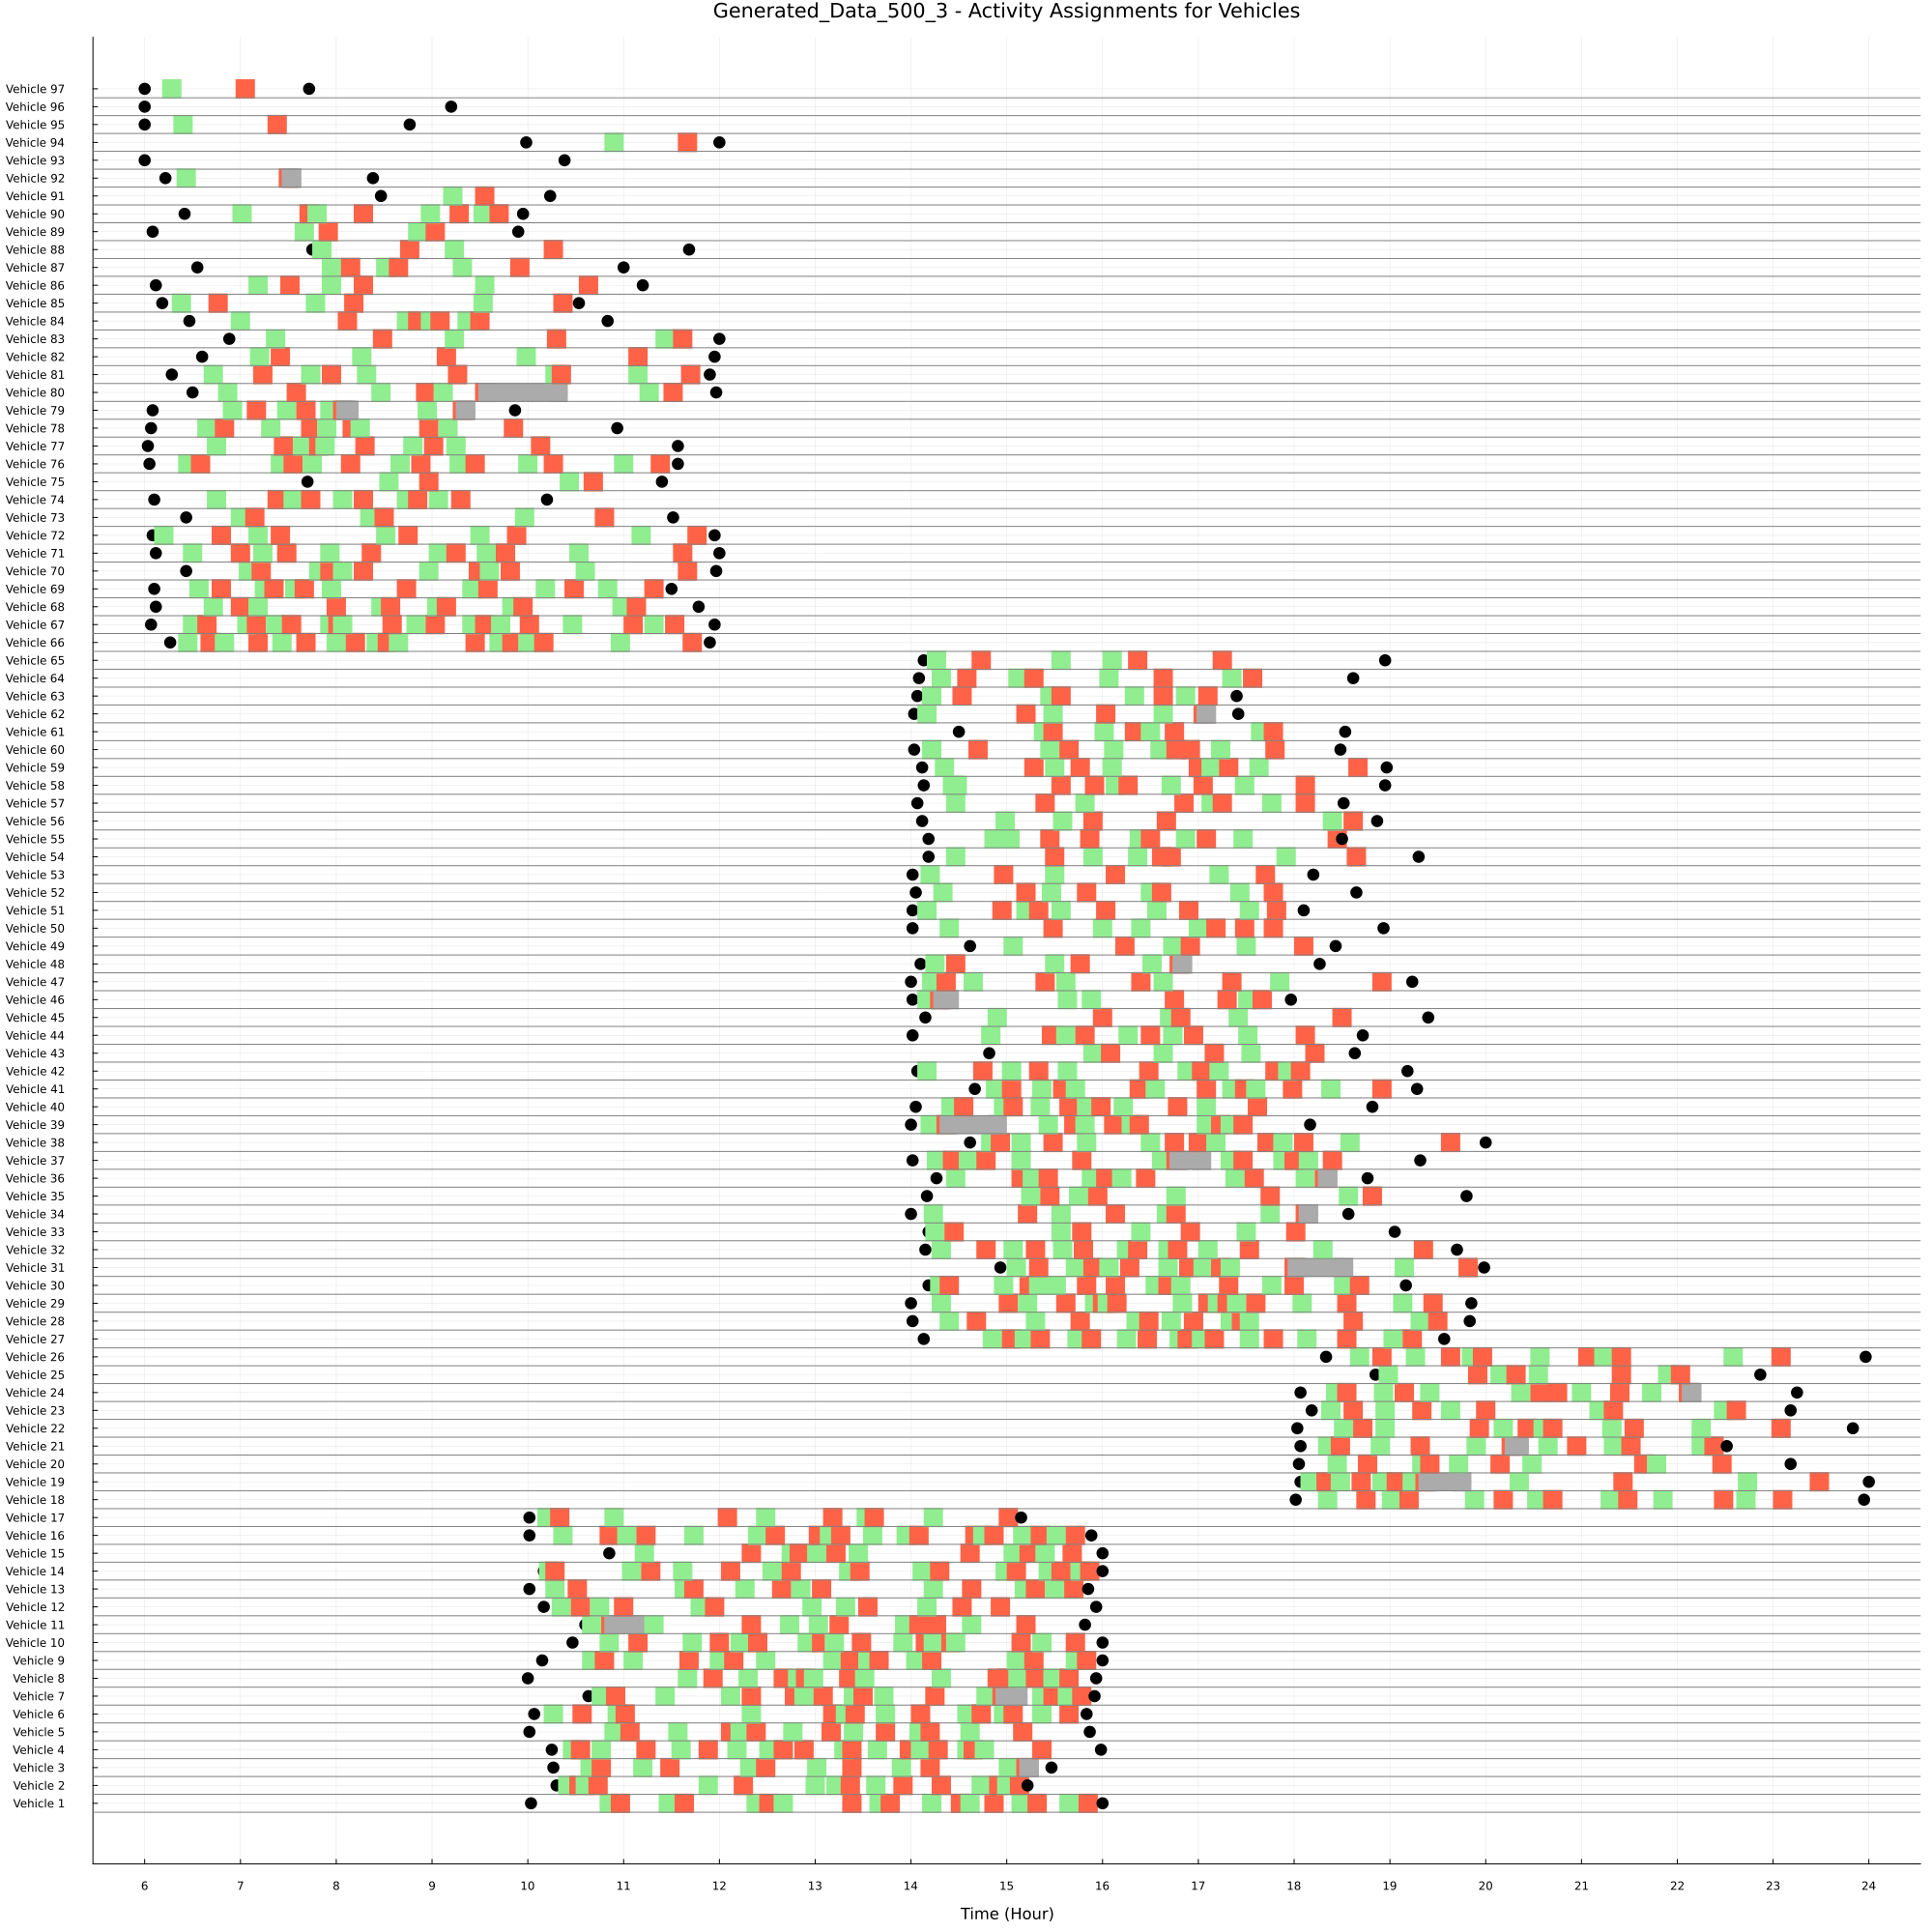 Generated_Data_500_3 - Activity Assignments for Vehicles
Vehicle 97
Vehicle 96
Vehicle 95
Vehicle 94
Vehicle 93
Vehicle 92
Vehicle 91
Vehicle 90
Vehicle 89
Vehicle 88
Vehicle 87
Vehicle 86
Vehicle 85
Vehicle 84
Vehicle 83
Vehicle 82
Vehicle 81
Vehicle 80
Vehicle 79
Vehicle 78
Vehicle 77
Vehicle 76
Vehicle 75
Vehicle 74
Vehicle 73
Vehicle 72
Vehicle 71
Vehicle 70
Vehicle 69
Vehicle 68
Vehicle 67
Vehicle 66
Vehicle 65
Vehicle 64
Vehicle 63
Vehicle 62
Vehicle 61
Vehicle 60
Vehicle 59
Vehicle 58
Vehicle 57
Vehicle 56
Vehicle 55
Vehicle 54
Vehicle 53
Vehicle 52
Vehicle 51
Vehicle 50
Vehicle 49
Vehicle 48
Vehicle 47
Vehicle 46
Vehicle 45
Vehicle 44
Vehicle 43
Vehicle 42
Vehicle 41
Vehicle 40
Vehicle 39
Vehicle 38
Vehicle 37
Vehicle 36
Vehicle 35
Vehicle 34
Vehicle 33
Vehicle 32
Vehicle 31
Vehicle 30
Vehicle 29
Vehicle 28
Vehicle 27
Vehicle 26
Vehicle 25
Vehicle 24
Vehicle 23
Vehicle 22
Vehicle 21
Vehicle 20
Vehicle 19
Vehicle 18
Vehicle 17
Vehicle 16
Vehicle 15
Vehicle 14
Vehicle 13
Vehicle 12
Vehicle 11
Vehicle 10
Vehicle 9
Vehicle 8
Vehicle 7
Vehicle 6
Vehicle 5
Vehicle 4
Vehicle 3
Vehicle 2
Vehicle 1
6 7 8 9 10 11 12 13 14 15 16 17 18 19 20 21 22 23 24
Time (Hour)